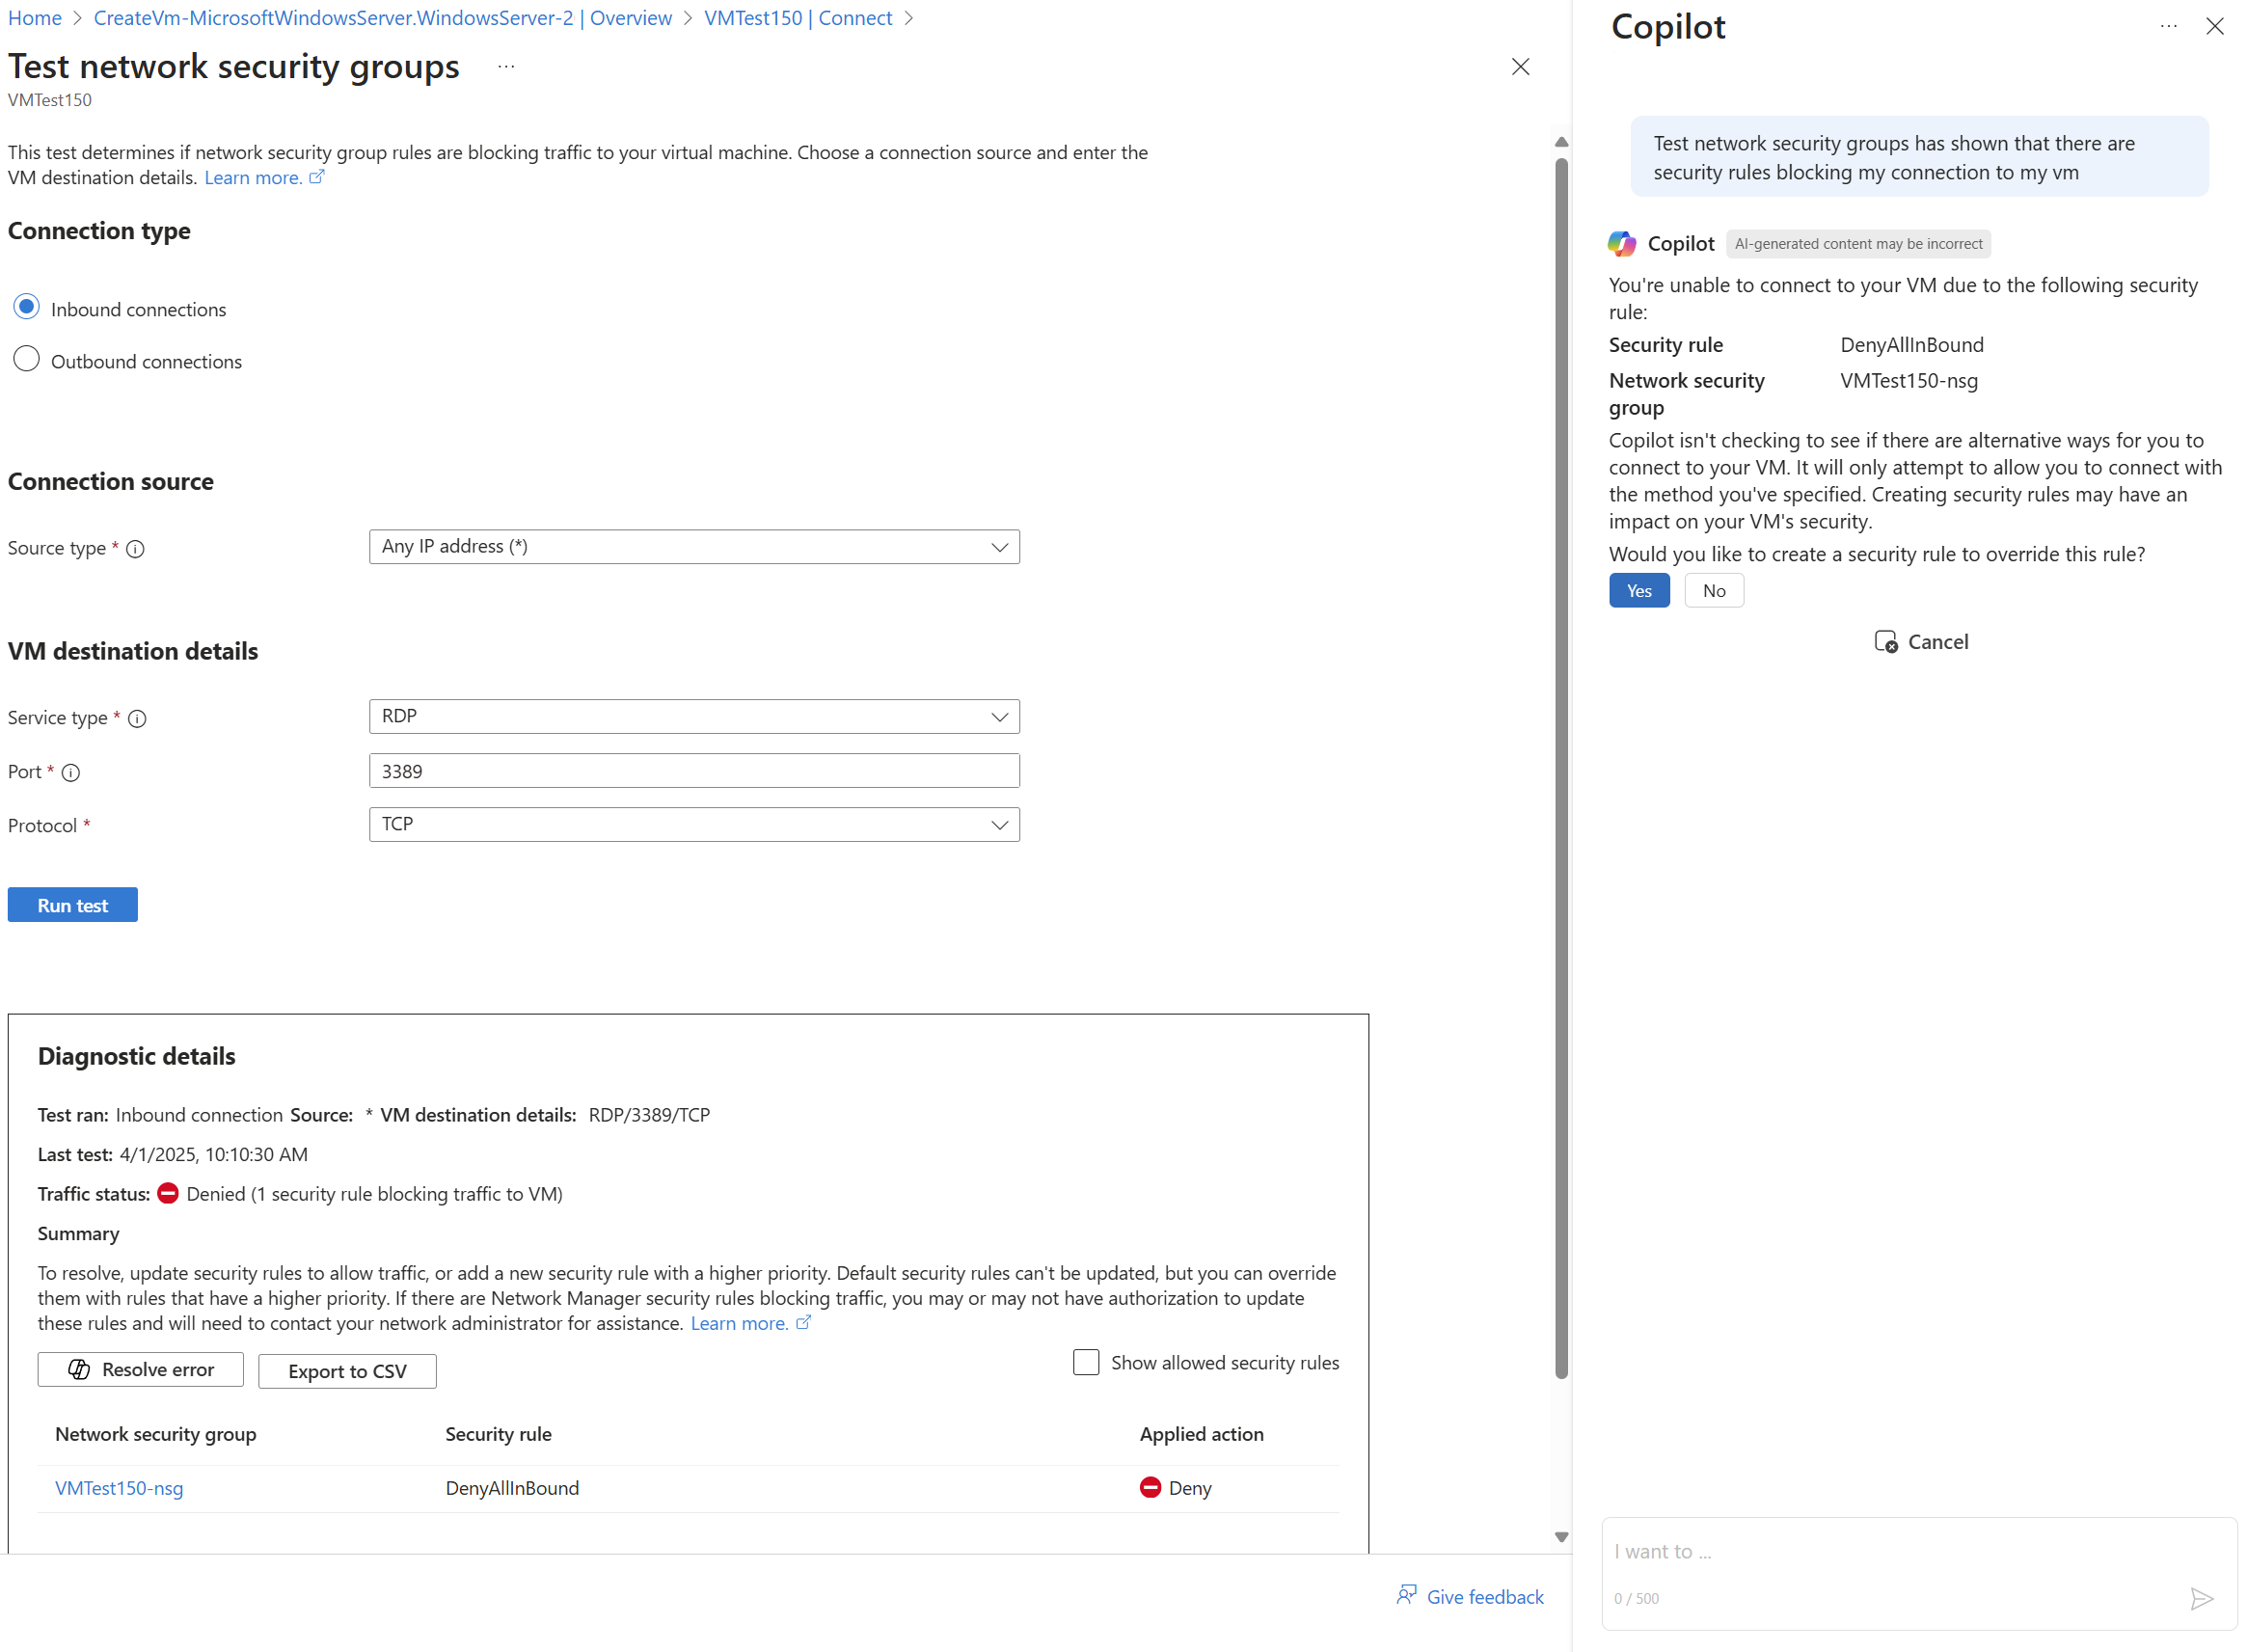 Home > CreateVm-MicrosoftWindowsServer.WindowsServer-2 | Overview > VMTest150 | Connect >
Test network security groups ...
VMTest150
This test determines if network security group rules are blocking traffic to your virtual machine. Choose a connection source and enter the
VM destination details. Learn more.
Connection type
Inbound connections
Outbound connections
Connection source
Source type *
Any IP address (*)
VM destination details
Service type *
RDP
Port *
3389
Protocol *
TCP
Run test
Diagnostic details
Test ran: Inbound connection Source: * VM destination details: RDP/3389/TCP
Last test: 4/1/2025, 10:10:30 AM
Traffic status: Denied (1 security rule blocking traffic to VM)
Summary
To resolve, update security rules to allow traffic, or add a new security rule with a higher priority. Default security rules can't be updated, but you can override
them with rules that have a higher priority. If there are Network Manager security rules blocking traffic, you may or may not have authorization to update
these rules and will need to contact your network administrator for assistance. Learn more.
Resolve error
Export to CSV
Show allowed security rules
Network security group Security rule Applied action
VMTest150-nsg DenyAllInBound Deny
Give feedback
Copilot ...
Test network security groups has shown that there are
security rules blocking my connection to my vm
Copilot AI-generated content may be incorrect
You're unable to connect to your VM due to the following security
rule:
Security rule DenyAllInBound
Network security VMTest150-nsg
group
Copilot isn't checking to see if there are alternative ways for you to
connect to your VM. It will only attempt to allow you to connect with
the method you've specified. Creating security rules may have an
impact on your VM's security.
Would you like to create a security rule to override this rule?
Yes No
Cancel
I want to ...
0 / 500